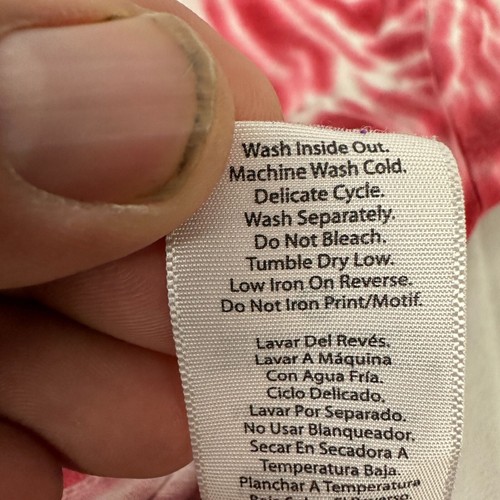 Wash Inside Out.
Machine Wash Cold.
Delicate Cycle.
Wash Separately.
Do Not Bleach.
Tumble Dry Low.
Low Iron On Reverse.
Do Not Iron Print/Motif.
Lavar Del Revés.
Lavar A Máquina
Con Agua Fría.
Ciclo Delicado.
Lavar Por Separado.
No Usar Blanqueador.
Secar En Secadora A
Temperatura Baja.
Planchar A Temperatura